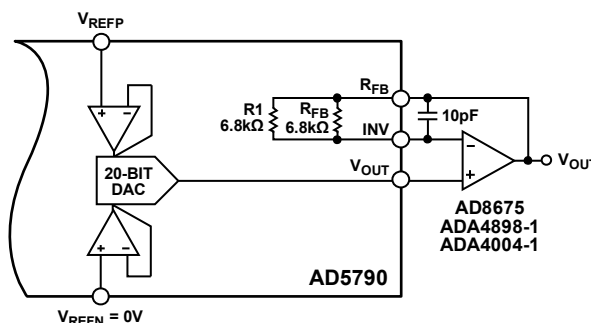 VREFP
R1
6.8kΩ
RFB
6.8kΩ
RFB
INV
VOUT
10pF
20-BIT
DAC
+
−
+
−
−
+
VOUT
AD8675
ADA4898-1
ADA4004-1
AD5790
VREFN = 0V